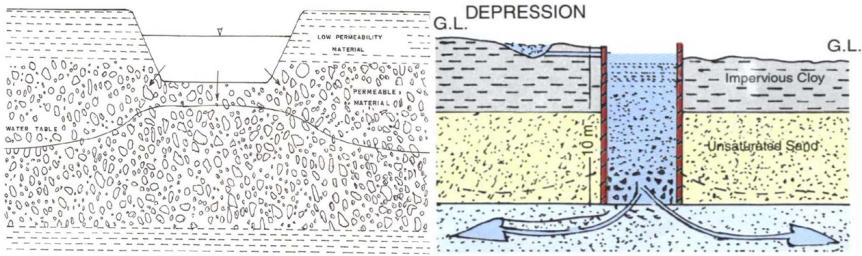 LOW PERMEABILITY
MATERIAL
PERMEABLE
MATERIAL
WATER TABLE
DEPRESSION
G.L.
G.L.
Impervious Cloy
Unsaturated Sand
10 m